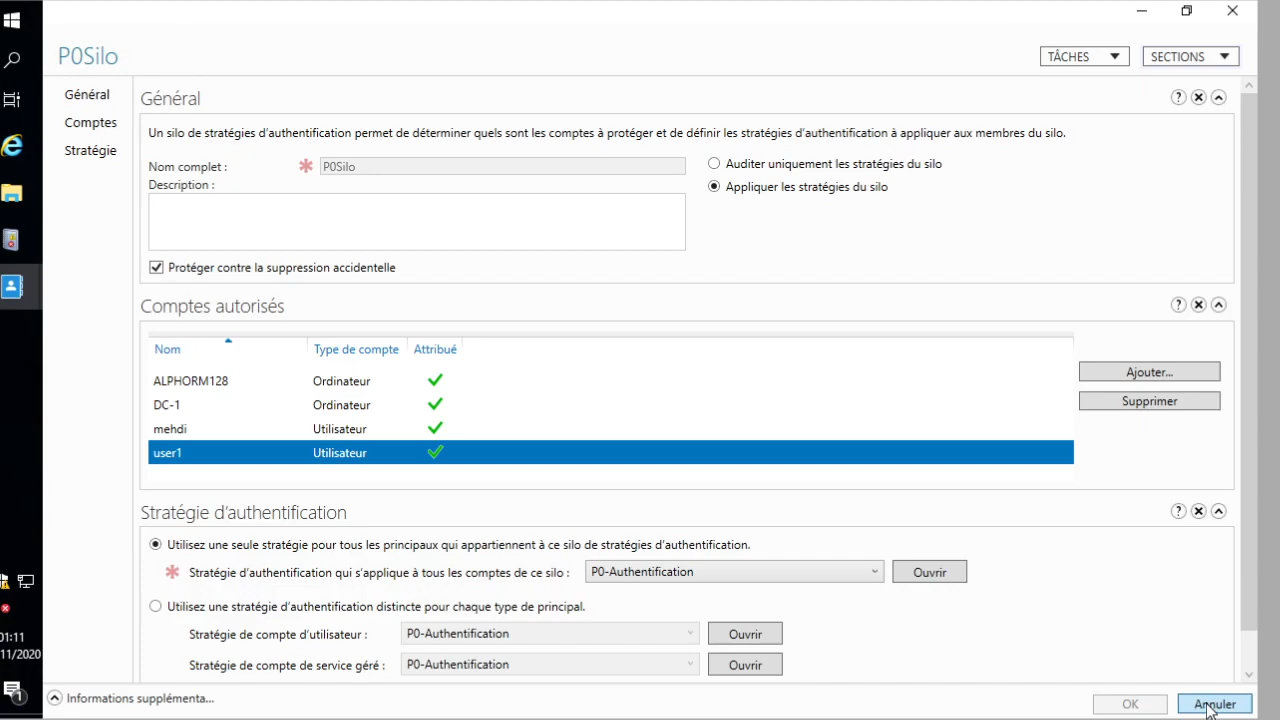 P0Silo
TÂCHES
SECTIONS
Général
Comptes
Stratégie
Général
Un silo de stratégies d'authentification permet de déterminer quels sont les comptes à protéger et de définir les stratégies d'authentification à appliquer aux membres du silo.
Nom complet :
P0Silo
Auditer uniquement les stratégies du silo
Description :
Appliquer les stratégies du silo
Protéger contre la suppression accidentelle
Comptes autorisés
Nom Type de compte Attribué
ALPHORM128 Ordinateur
DC-1 Ordinateur
mehdi Utilisateur
user1 Utilisateur
Ajouter...
Supprimer
Stratégie d'authentification
Utilisez une seule stratégie pour tous les principaux qui appartiennent à ce silo de stratégies d'authentification.
Stratégie d'authentification qui s'applique à tous les comptes de ce silo : P0-Authentification Ouvrir
Utilisez une stratégie d'authentification distincte pour chaque type de principal.
Stratégie de compte d'utilisateur : P0-Authentification Ouvrir
Stratégie de compte de service géré : P0-Authentification Ouvrir
Informations supplémenta...
OK
Annuler
01:11
11/2020
1